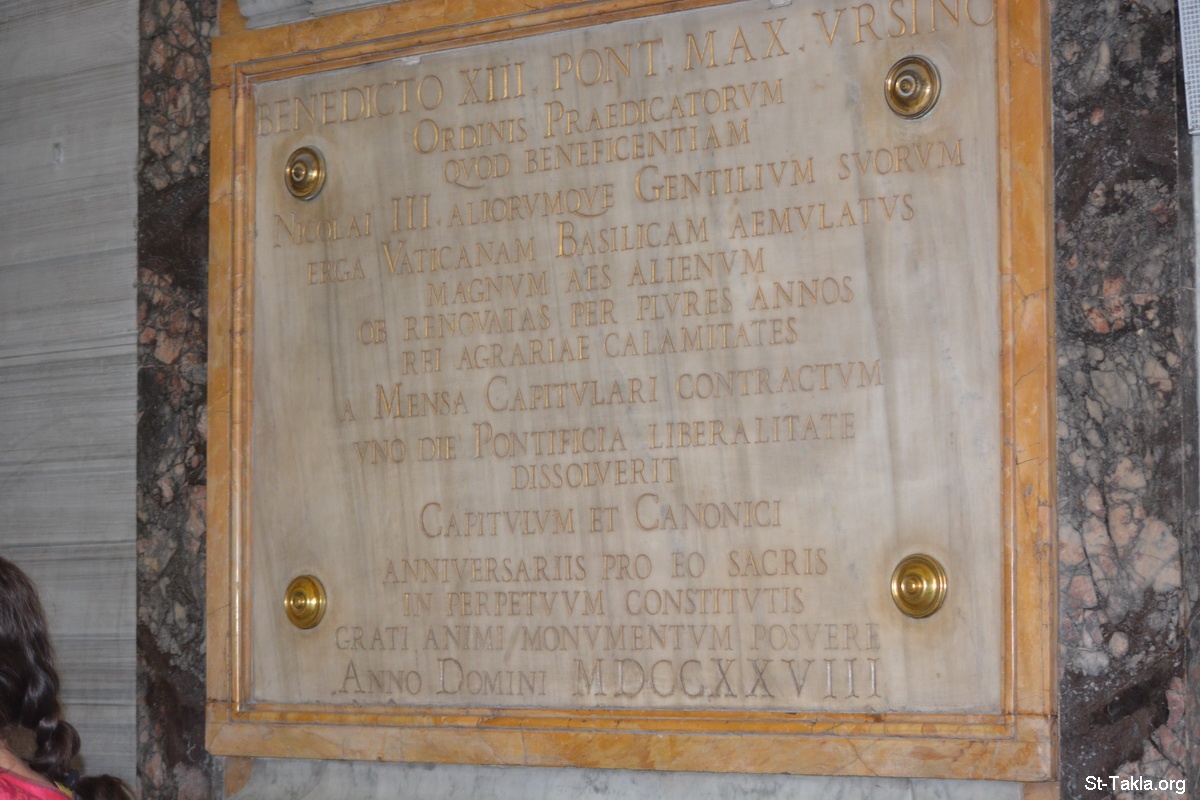 BENEDICTO XIII. PONT. MAX. VRSINO
ORDINIS PRAEDICATORVM
QVOD BENEFICENTIAM
NICOLAI III. ALIORVMQVE GENTILIVM SVORVM
ERGA VATICANAM BASILICAM AEMVLATVS
MAGNVM AES ALIENVM
OB RENOVATAS PER PLVRES ANNOS
REI AGRARIAE CALAMITATES
A MENSA CAPITVLARI CONTRACTVM
VNO DIE PONTIFICIA LIBERALITATE
DISSOLVERIT
CAPITVLVM ET CANONICI
ANNIVERSARIIS PRO EO SACRIS
IN PERPETVVM CONSTITVTIS
GRATI ANIMI MONVMENTVM POSVERE
ANNO DOMINI MDCCXXVIII
St-Takla.org